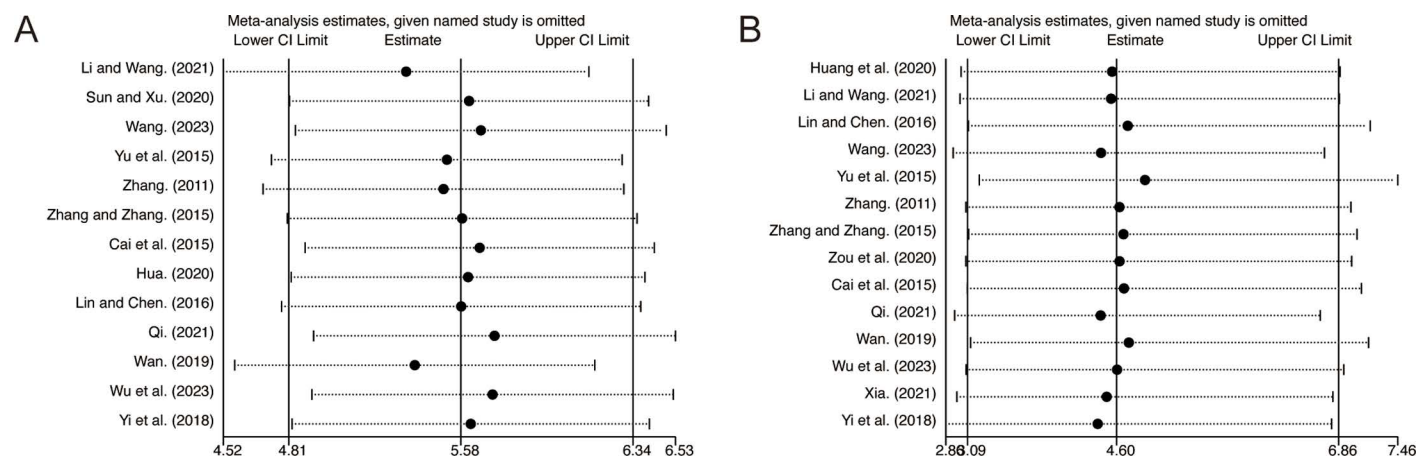 A
Meta-analysis estimates, given named study is omitted
Lower CI Limit Estimate Upper CI Limit
Li and Wang. (2021)
Sun and Xu. (2020)
Wang. (2023)
Yu et al. (2015)
Zhang. (2011)
Zhang and Zhang. (2015)
Cai et al. (2015)
Hua. (2020)
Lin and Chen. (2016)
Qi. (2021)
Wan. (2019)
Wu et al. (2023)
Yi et al. (2018)
4.52 4.81 5.58 6.34 6.53
B
Meta-analysis estimates, given named study is omitted
Lower CI Limit Estimate Upper CI Limit
Huang et al. (2020)
Li and Wang. (2021)
Lin and Chen. (2016)
Wang. (2023)
Yu et al. (2015)
Zhang. (2011)
Zhang and Zhang. (2015)
Zou et al. (2020)
Cai et al. (2015)
Qi. (2021)
Wan. (2019)
Wu et al. (2023)
Xia. (2021)
Yi et al. (2018)
3.09 4.60 6.86 7.46